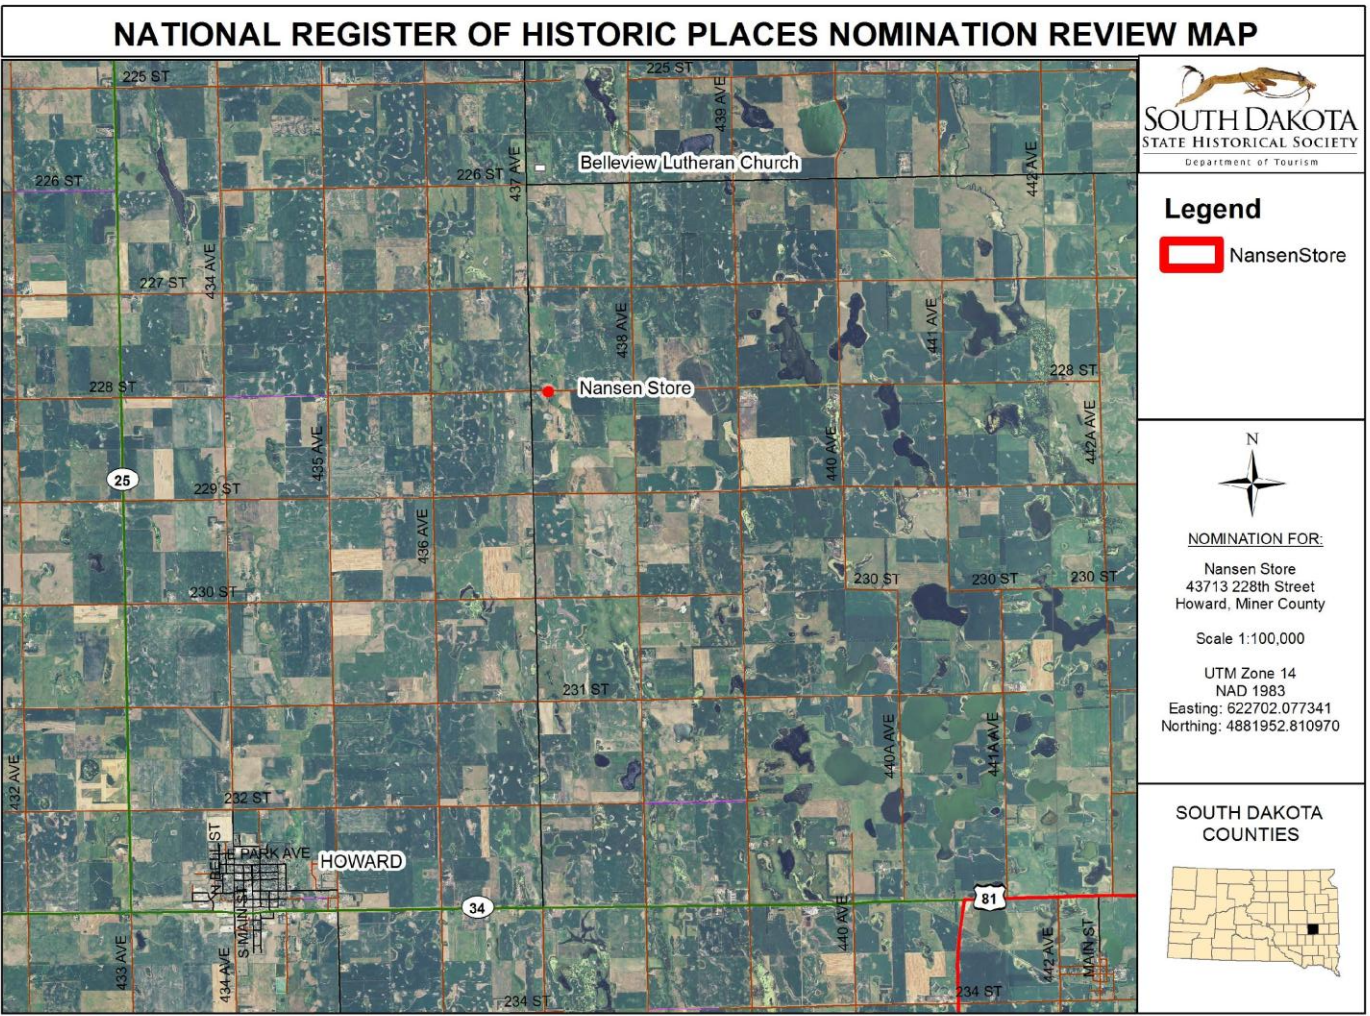 NATIONAL REGISTER OF HISTORIC PLACES NOMINATION REVIEW MAP
225 ST
225 ST
439 AVE
437 AVE
Belleview Lutheran Church
226 ST
226 ST
442 AVE
434 AVE
227 ST
438 AVE
441 AVE
228 ST
Nansen Store
228 ST
435 AVE
440 AVE
442A AVE
25
229 ST
436 AVE
230 ST
230 ST
230 ST
230 ST
231 ST
440A AVE
441A AVE
432 AVE
232 ST
N BELL ST
E PARK AVE
HOWARD
S MAIN ST
34
81
433 AVE
434 AVE
440 AVE
442 AVE
MAIN ST
234 ST
234 ST
SOUTH DAKOTA
STATE HISTORICAL SOCIETY
Department of Tourism
Legend
NansenStore
N
NOMINATION FOR:
Nansen Store
43713 228th Street
Howard, Miner County
Scale 1:100,000
UTM Zone 14
NAD 1983
Easting: 622702.077341
Northing: 4881952.810970
SOUTH DAKOTA
COUNTIES